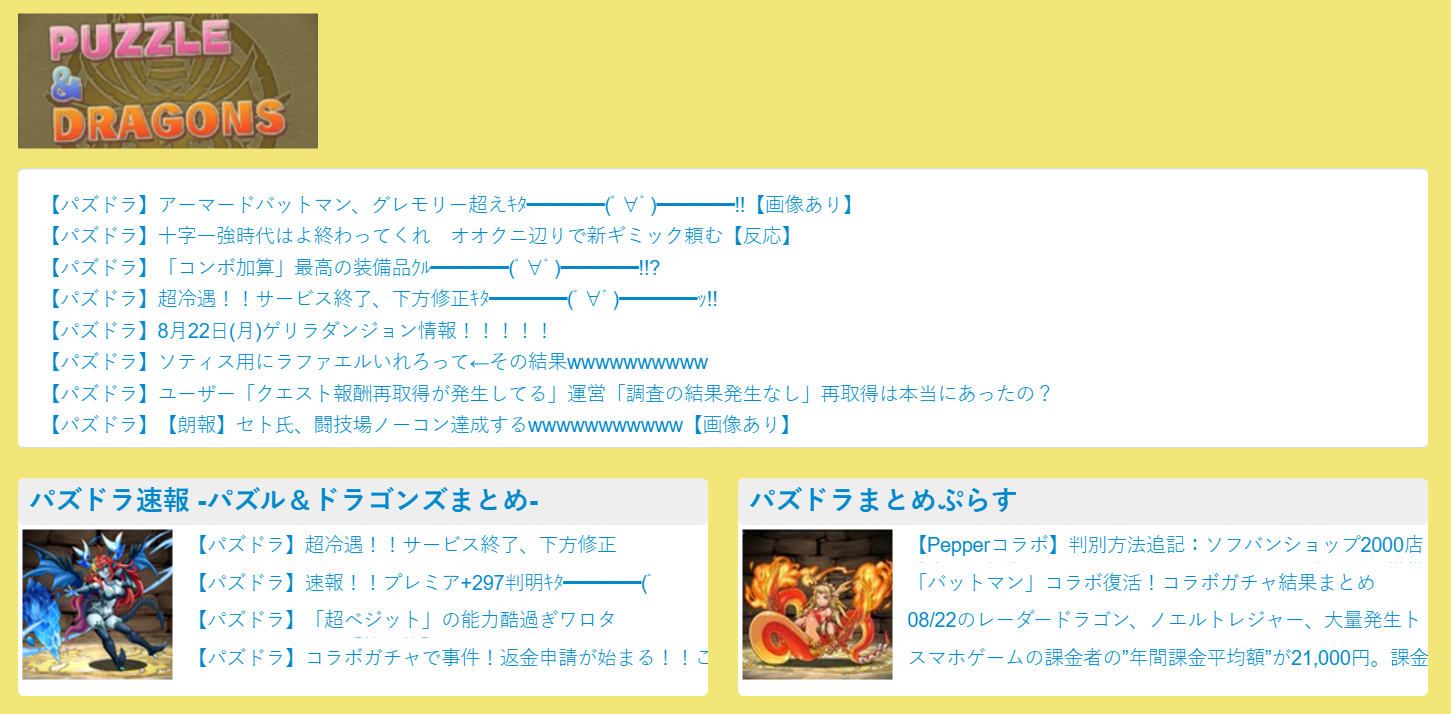 PUZZLE
&
DRAGONS
【パズドラ】アーマードバットマン、グレモリー超えｷﾀ━━━━(ﾟ∀ﾟ)━━━━!!【画像あり】
【パズドラ】十字一強時代はよ終わってくれ　オオクニ辺りで新ギミック頼む【反応】
【パズドラ】「コンボ加算」最高の装備品ｸﾙ━━━━(ﾟ∀ﾟ)━━━━!!?
【パズドラ】超冷遇！！サービス終了、下方修正ｷﾀ━━━━(ﾟ∀ﾟ)━━━━ｯ!!
【パズドラ】8月22日(月)ゲリラダンジョン情報！！！！！
【パズドラ】ソティス用にラファエルいれろって←その結果wwwwwwwwwww
【パズドラ】ユーザー「クエスト報酬再取得が発生してる」運営「調査の結果発生なし」再取得は本当にあったの？
【パズドラ】【朗報】セト氏、闘技場ノーコン達成するwwwwwwwwwww【画像あり】
パズドラ速報 -パズル＆ドラゴンズまとめ-
【パズドラ】超冷遇！！サービス終了、下方修正
【パズドラ】速報！！プレミア+297判明ｷﾀ━━━━(ﾟ
【パズドラ】「超ベジット」の能力酷過ぎワロタ
【パズドラ】コラボガチャで事件！返金申請が始まる！！こ
パズドラまとめぷらす
【Pepperコラボ】判別方法追記：ソフバンショップ2000店
「バットマン」コラボ復活！コラボガチャ結果まとめ
08/22のレーダードラゴン、ノエルトレジャー、大量発生ト
スマホゲームの課金者の”年間課金平均額”が21,000円。課金